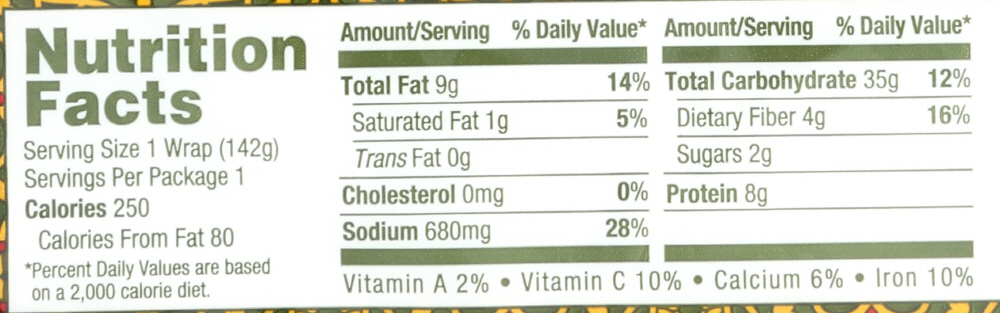 Nutrition
Facts
Serving Size 1 Wrap (142g)
Servings Per Package 1
Calories 250
Calories From Fat 80
*Percent Daily Values are based
on a 2,000 calorie diet.
Amount/Serving % Daily Value*
Total Fat 9g 14%
Saturated Fat 1g 5%
Trans Fat 0g
Cholesterol 0mg 0%
Sodium 680mg 28%
Amount/Serving % Daily Value*
Total Carbohydrate 35g 12%
Dietary Fiber 4g 16%
Sugars 2g
Protein 8g
Vitamin A 2% • Vitamin C 10% • Calcium 6% • Iron 10%